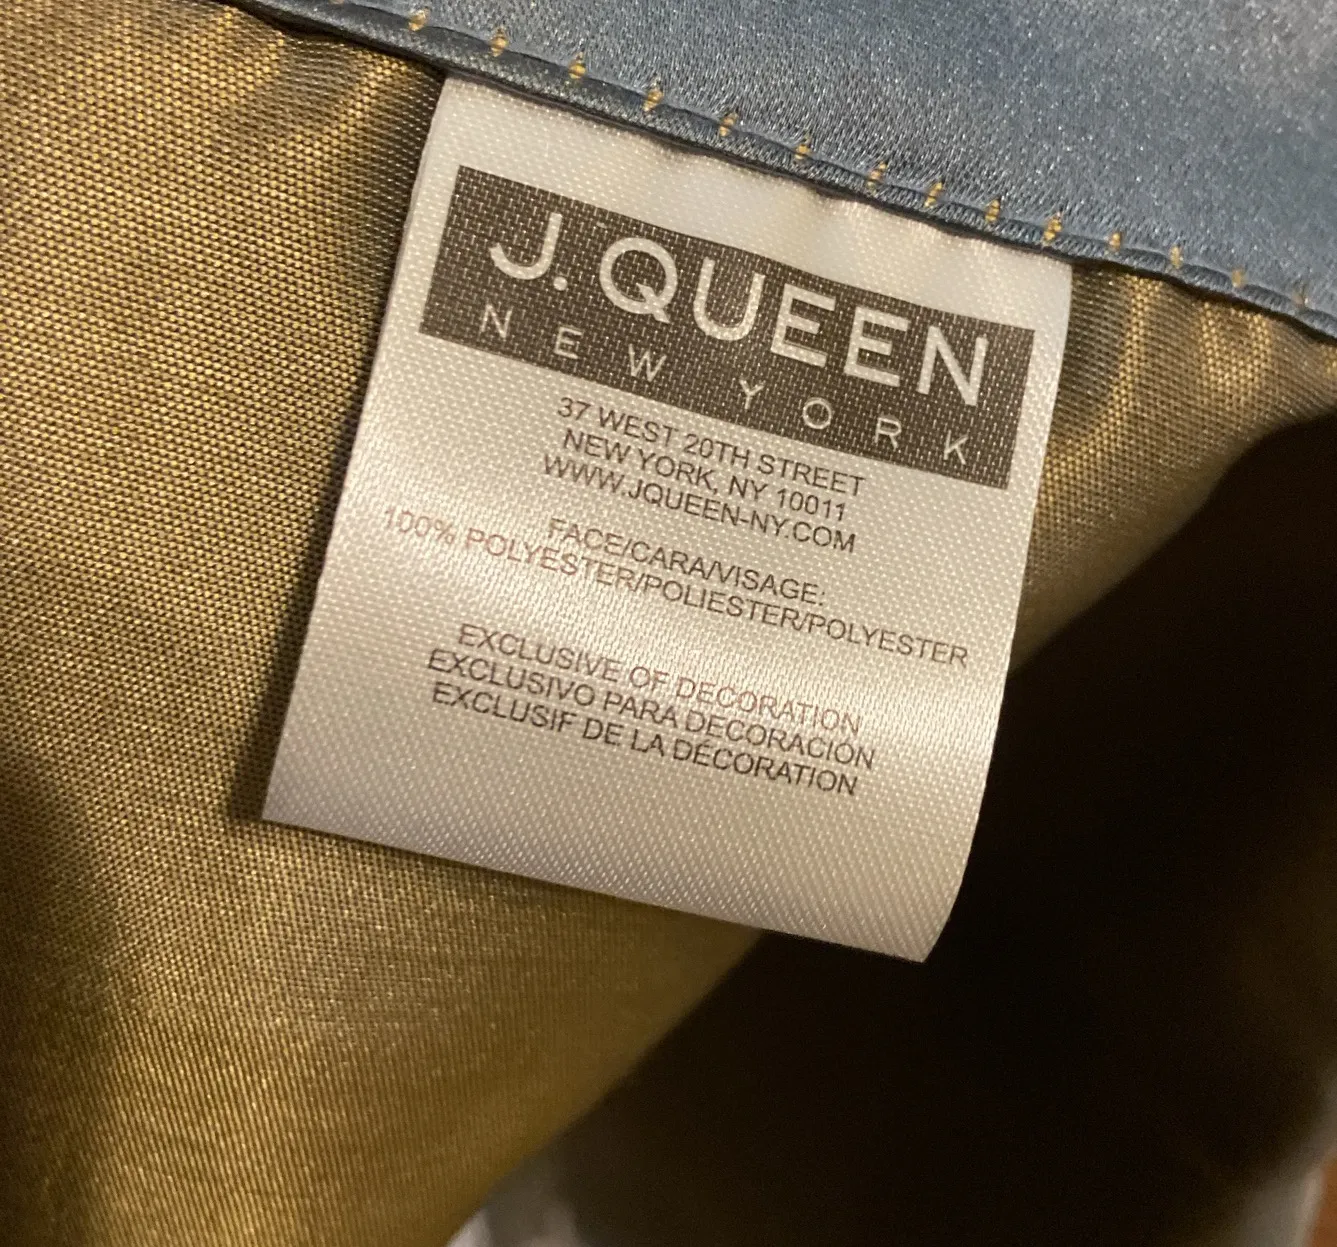 J. QUEEN
NEW YORK
37 WEST 20TH STREET
NEW YORK, NY 10011
WWW.JQUEEN-NY.COM
FACE/CARA/VISAGE:
100% POLYESTER/POLIESTER/POLYESTER
EXCLUSIVE OF DECORATION
EXCLUSIVO PARA DECORACIÓN
EXCLUSIF DE LA DÉCORATION